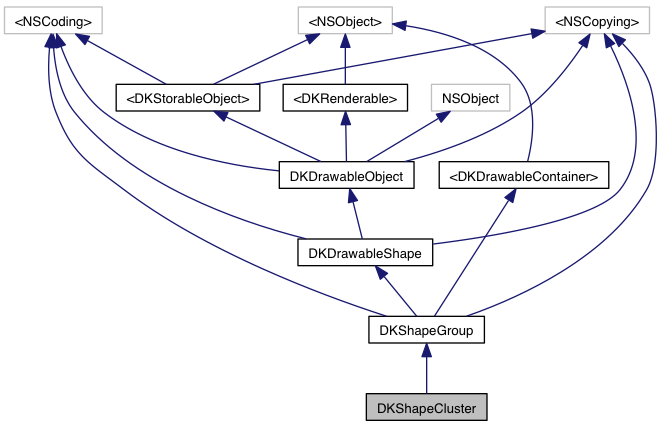 <NSCoding>
<NSObject>
<NSCopying>
<DKStorableObject>
<DKRenderable>
NSObject
DKDrawableObject
<DKDrawableContainer>
DKDrawableShape
DKShapeGroup
DKShapeCluster